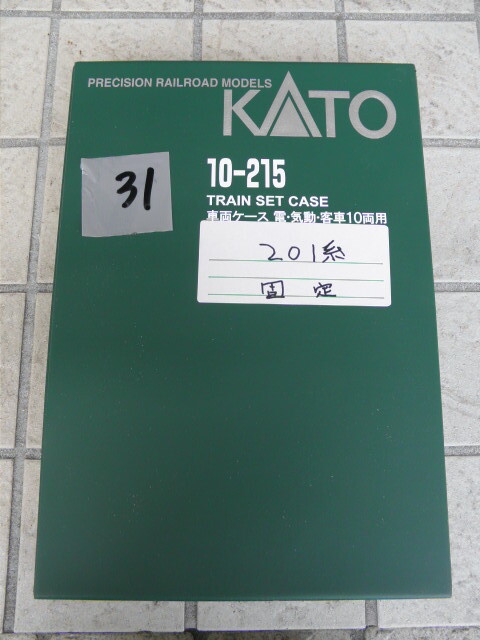 PRECISION RAILROAD MODELS
KATO
10-215
31
TRAIN SET CASE
車両ケース 電・気動・客車10両用
201系
固定